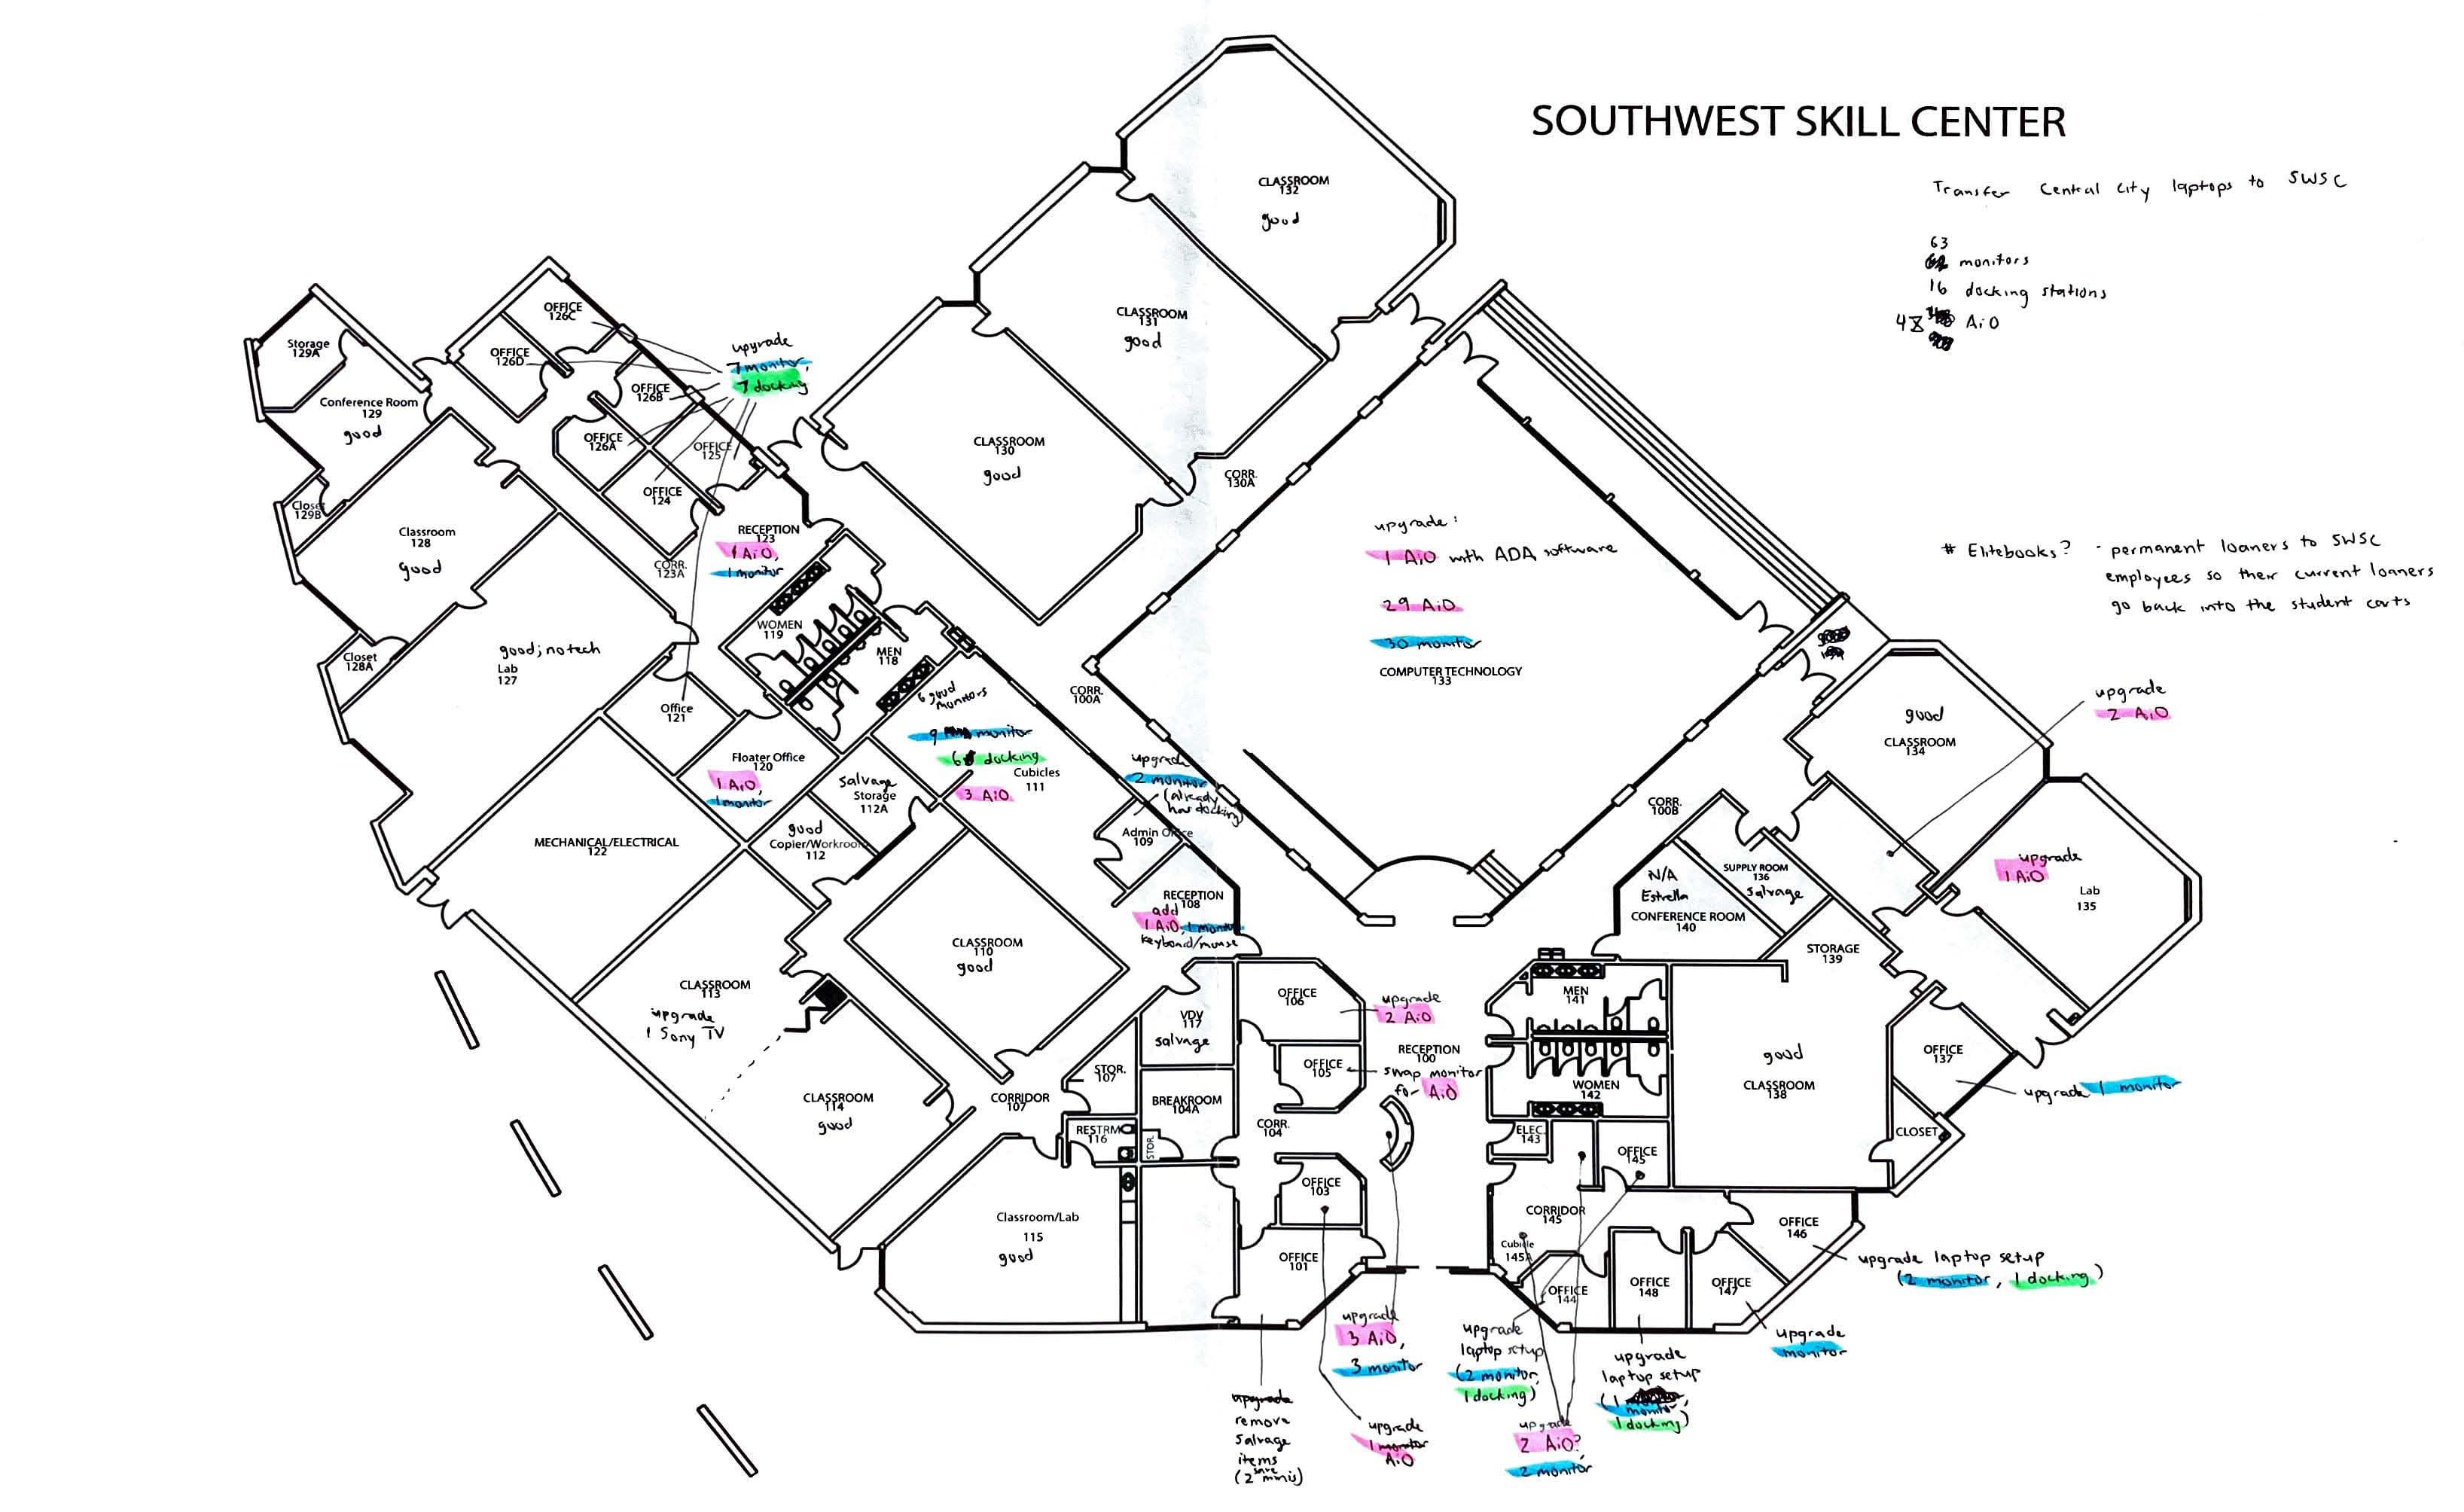 SOUTHWEST SKILL CENTER
Transfer Central City laptops to SWSC
63
monitors
16 docking stations
48 AiO
# Elitebooks? - permanent loaners to SWSC
employees so their current loaners
go back into the student carts
CLASSROOM
132
good
CLASSROOM
131
good
CLASSROOM
130
good
CORR.
130A
OFFICE
126C
OFFICE
126D
OFFICE
126B
OFFICE
126A
OFFICE
125
OFFICE
124
upgrade
7 monitor,
7 docking
Storage
129A
Conference Room
129
good
Closet
129B
Classroom
128
good
Closet
128A
good; no tech
Lab
127
RECEPTION
123
1 AiO,
1 monitor
CORR.
123A
WOMEN
119
MEN
118
Office
121
Floater Office
120
1 AiO,
1 monitor
6 good
monitors
9 monitor
6 docking
Cubicles
111
3 AiO
Salvage
Storage
112A
good
Copier/Workroom
112
MECHANICAL/ELECTRICAL
122
CORR.
100A
upgrade
2 monitor
(already
has docking)
Admin Office
109
RECEPTION
108
add
1 AiO, 1 monitor
keyboard/mouse
upgrade:
1 AiO with ADA software
29 AiO
30 monitor
COMPUTER TECHNOLOGY
133
good
CLASSROOM
134
upgrade
2 AiO
upgrade
1 AiO
Lab
135
CORR.
100B
SUPPLY ROOM
136
Salvage
N/A
Estrella
CONFERENCE ROOM
140
STORAGE
139
CLASSROOM
110
good
CLASSROOM
113
upgrade
1 Sony TV
CLASSROOM
114
good
CORRIDOR
107
STOR.
107
VDV
117
salvage
BREAKROOM
104A
RESTRM
116
STOR.
Classroom/Lab
115
good
OFFICE
106
upgrade
2 AiO
OFFICE
105
swap monitor
for AiO
RECEPTION
100
CORR.
104
OFFICE
103
OFFICE
101
MEN
141
WOMEN
142
ELEC.
143
OFFICE
145
CORRIDOR
145
Cubicle
145A
OFFICE
144
OFFICE
148
OFFICE
147
OFFICE
146
good
CLASSROOM
138
OFFICE
137
upgrade 1 monitor
CLOSET
upgrade laptop setup
(2 monitor, 1 docking)
upgrade
monitor
upgrade
laptop setup
(1
monitor,
1 docking)
upgrade
laptop setup
(2 monitor,
1 docking)
upgrade
2 AiO?
2 monitor
upgrade
3 AiO,
3 monitor
upgrade
1 monitor
AiO
upgrade
remove
salvage
items
(2 save minis)